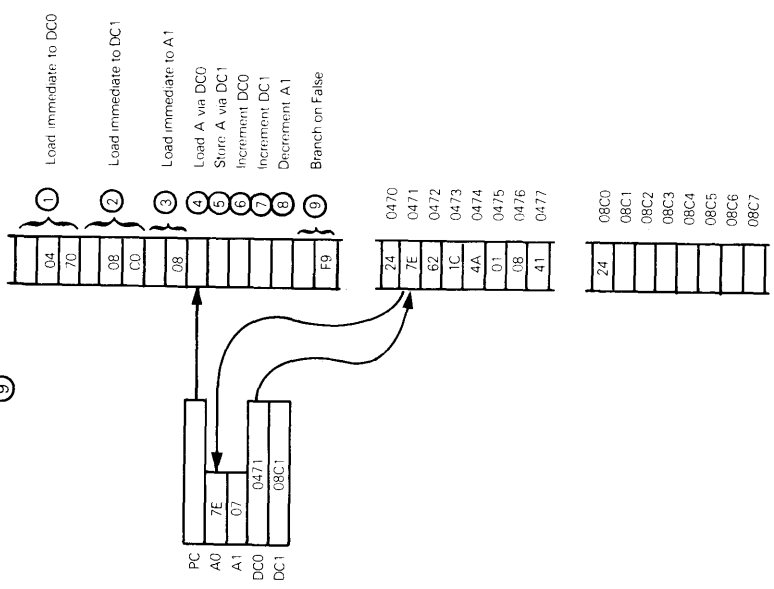 ⑨
04
70
① Load immediate to DC0
08
C0
② Load immediate to DC1
08
③ Load immediate to A1
④ Load A via DC0
⑤ Store A via DC1
⑥ Increment DC0
⑦ Increment DC1
⑧ Decrement A1
F9
⑨ Branch on False
PC
A0 7E
A1 07
DC0 0471
DC1 08C1
24 0470
7E 0471
62 0472
1C 0473
4A 0474
01 0475
08 0476
41 0477
24 08C0
08C1
08C2
08C3
08C4
08C5
08C6
08C7